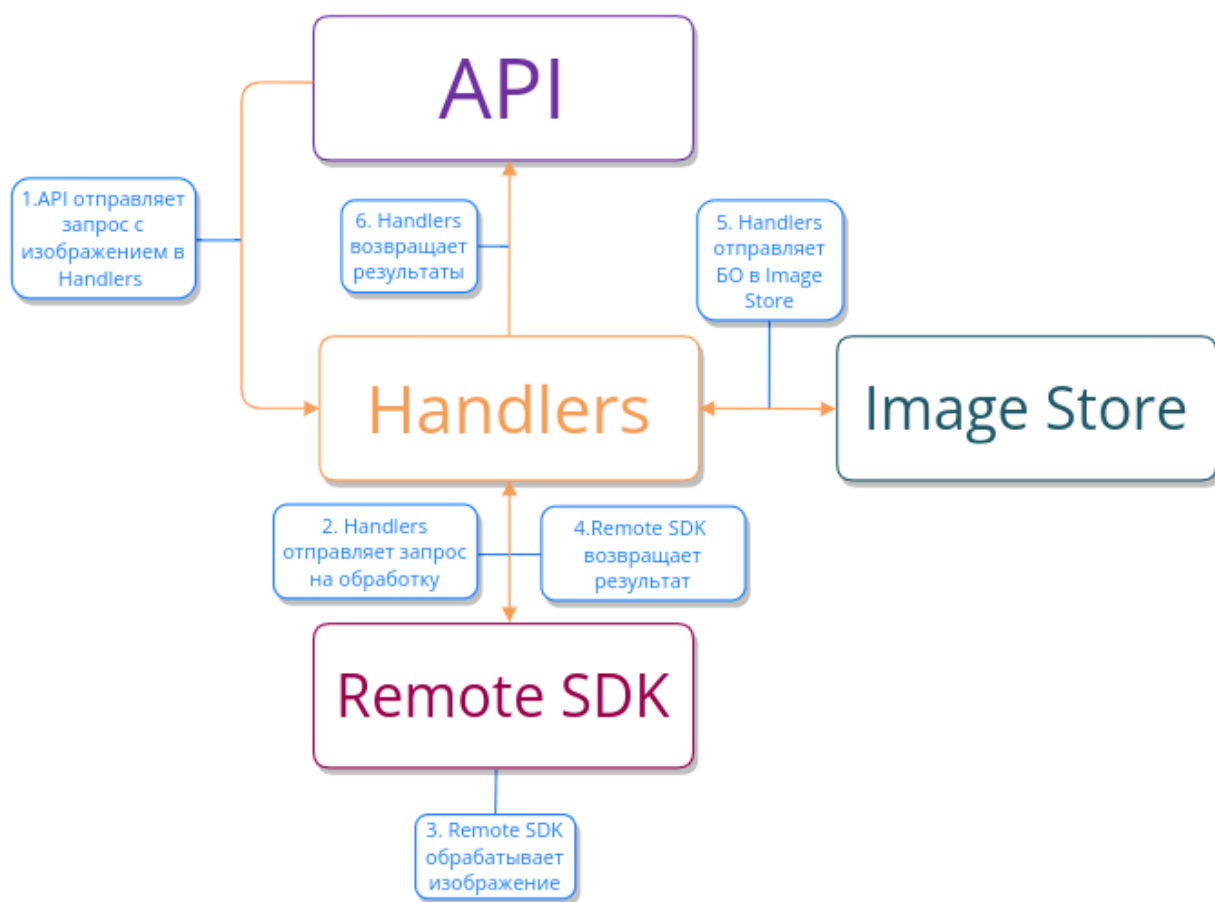 API
1.API отправляет
запрос с
изображением в
Handlers
6. Handlers
возвращает
результаты
5. Handlers
отправляет
БО в Image
Store
Handlers
Image Store
2. Handlers
отправляет запрос
на обработку
4.Remote SDK
возвращает
результат
Remote SDK
3. Remote SDK
обрабатывает
изображение